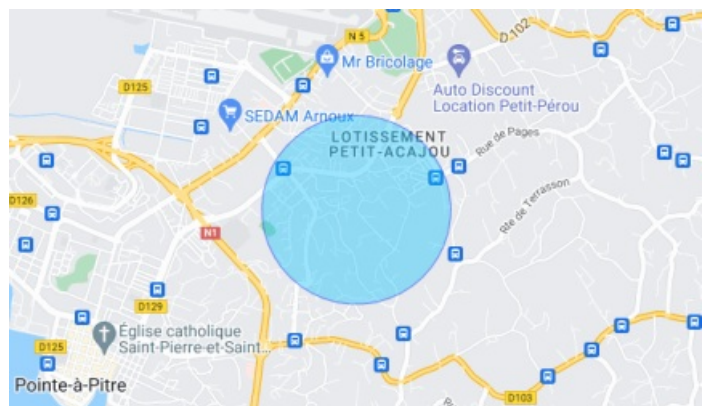 N 5
D 102
Mr Bricolage
D125
Auto Discount
Location Petit-Pérou
SEDAM Arnoux
LOTISSEMENT
PETIT-ACAJOU
Rue de Pages
D126
Rte de Terrasson
N1
D129
Église catholique
Saint-Pierre-et-Saint...
D125
Pointe-à-Pitre
D103